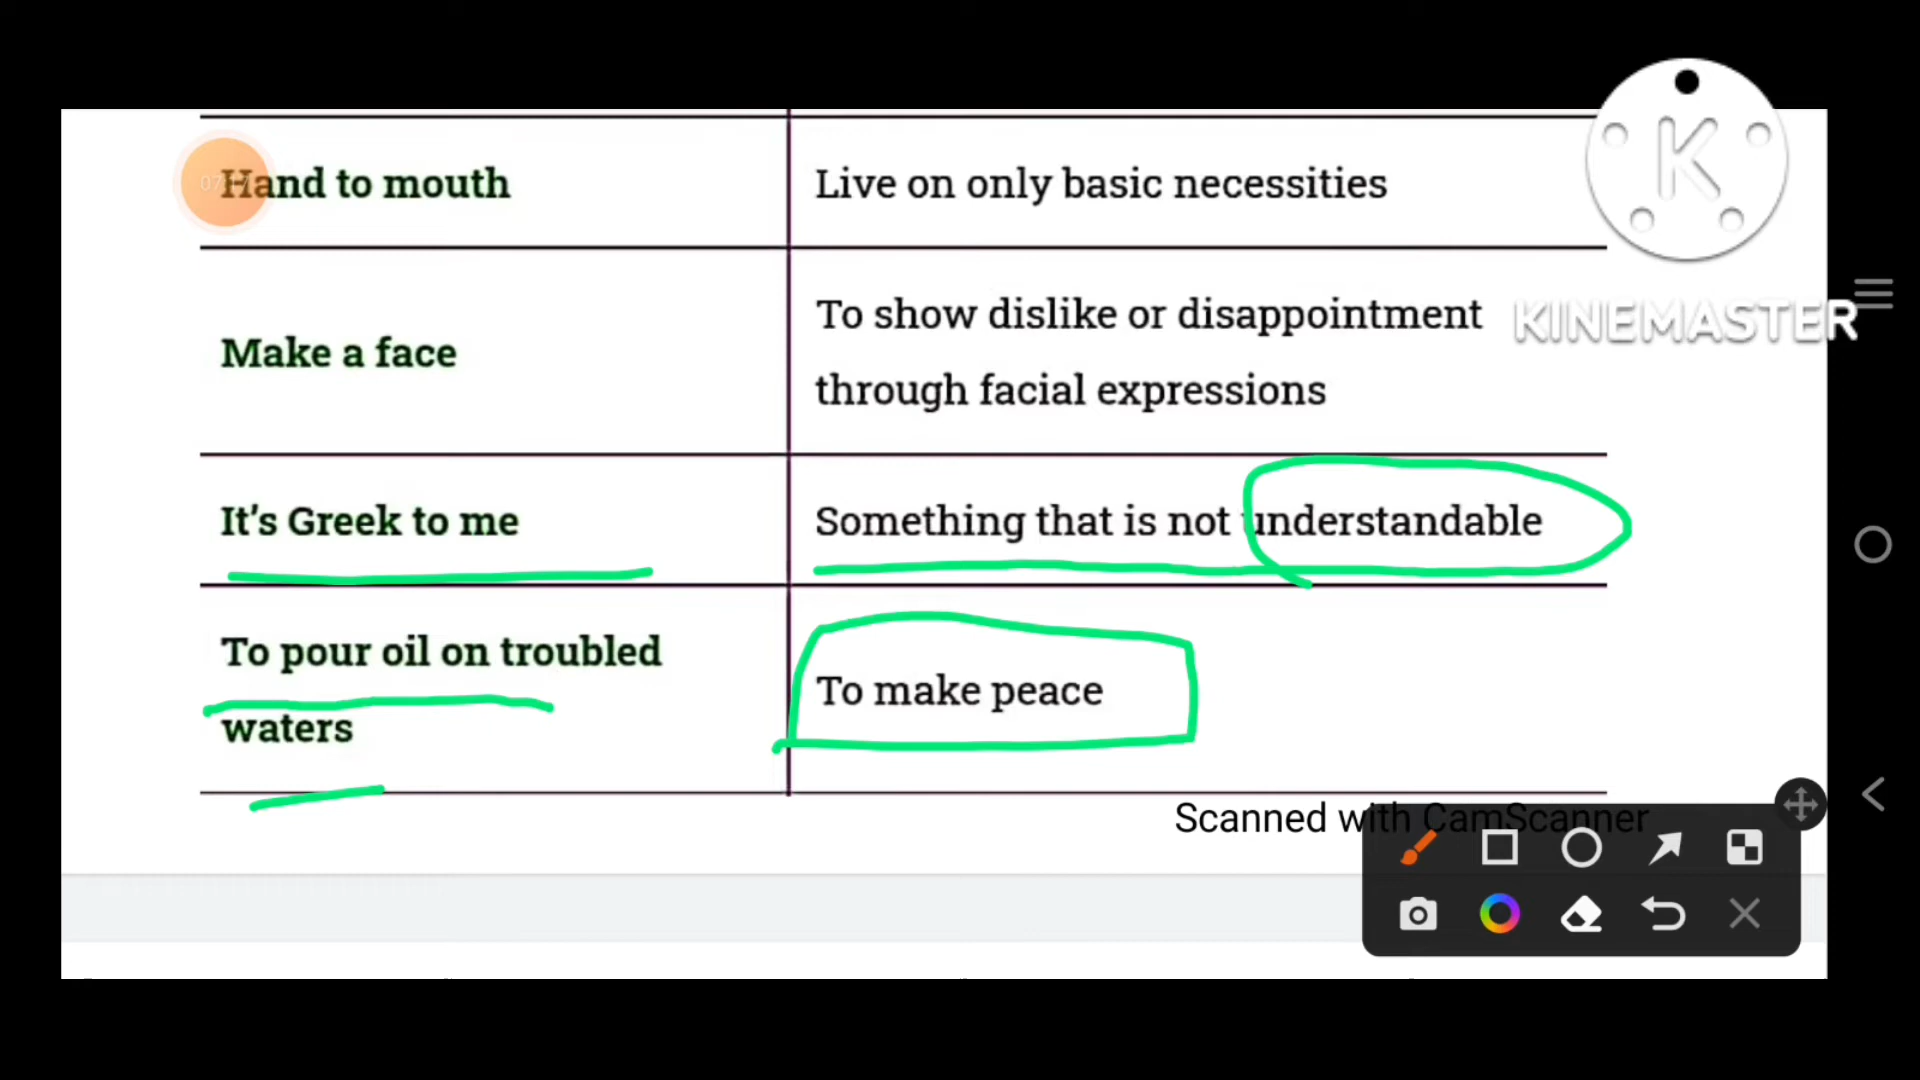 Hand to mouth
Live on only basic necessities
Make a face
To show dislike or disappointment
through facial expressions
It's Greek to me
Something that is not understandable
To pour oil on troubled
waters
To make peace
Scanned with CamScanner
K
KINEMASTER